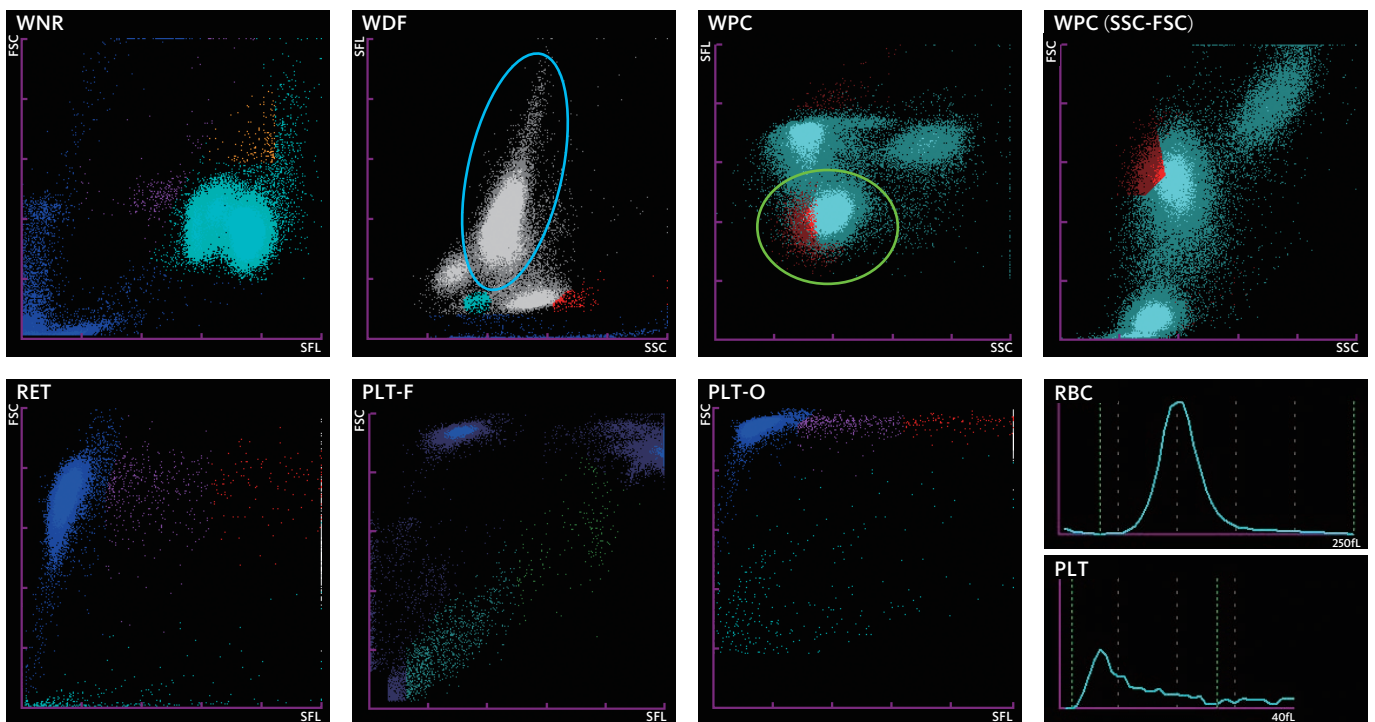 WNR
FSC
SFL
WDF
SFL
SSC
WPC
SFL
SSC
WPC (SSC-FSC)
FSC
SSC
RET
FSC
SFL
PLT-F
FSC
SFL
PLT-O
FSC
SFL
RBC
250fL
PLT
40fL